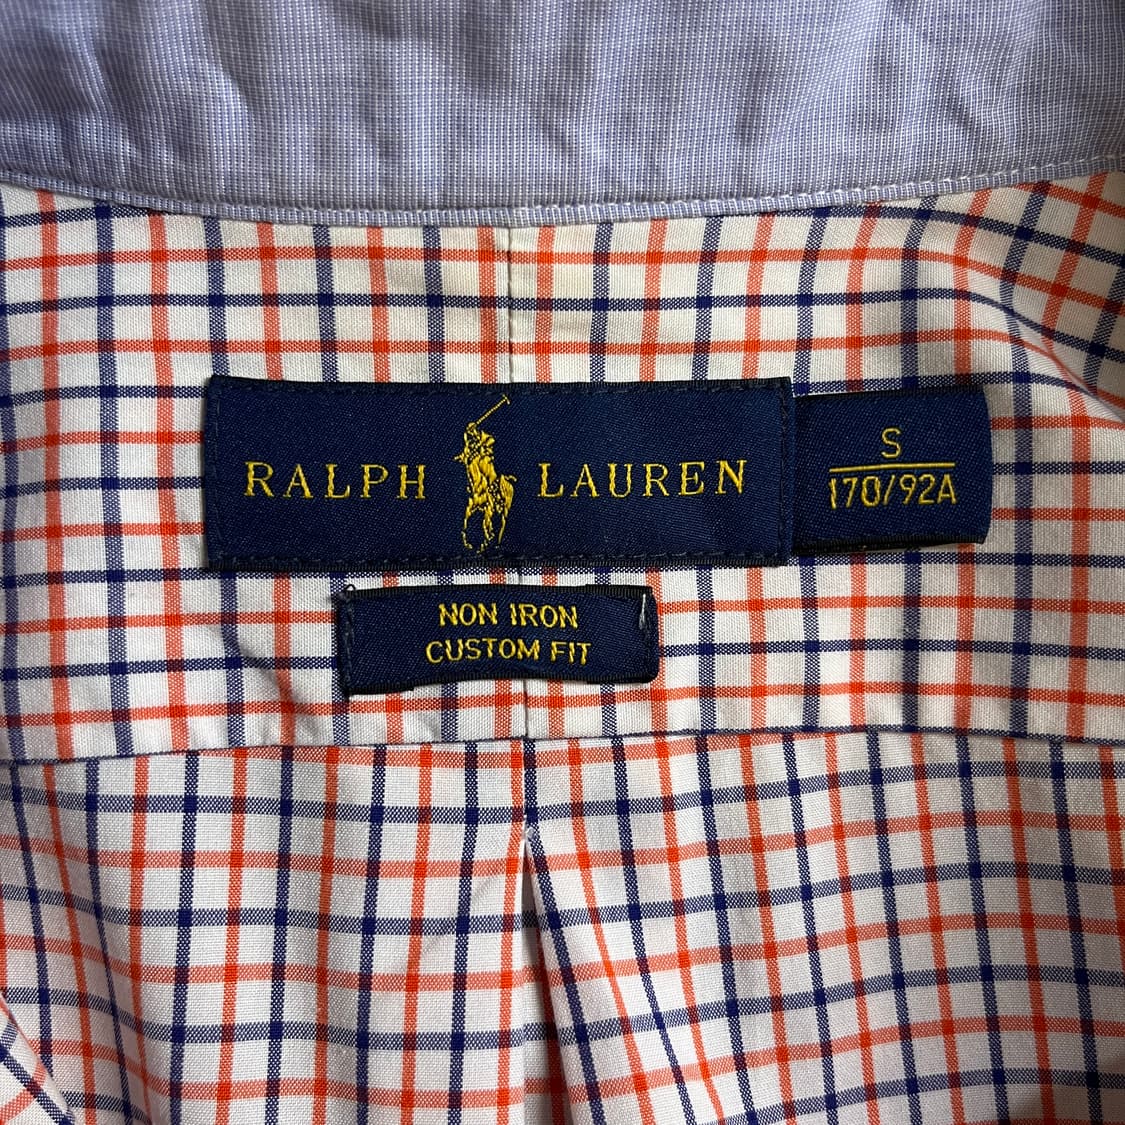 RALPH LAUREN
S
170/92A
NON IRON
CUSTOM FIT